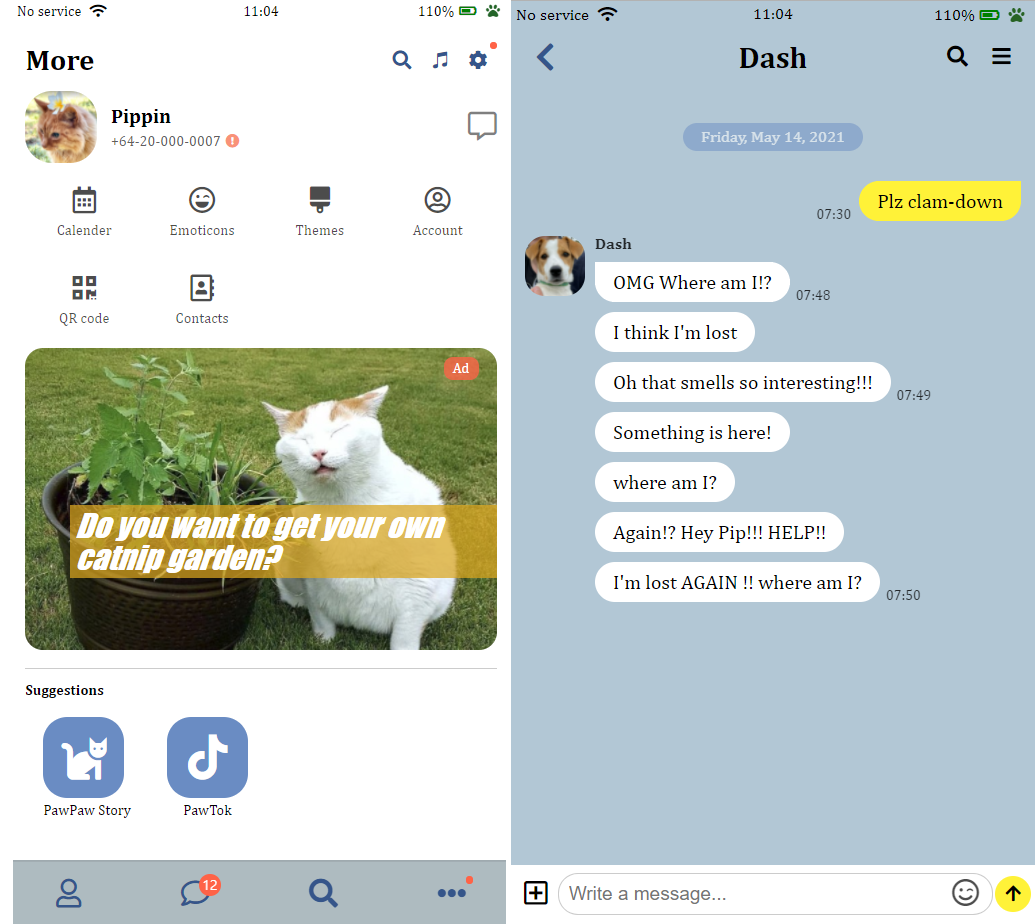 No service 11:04 110%
More
Pippin
+64-20-000-0007
Calender Emoticons Themes Account
QR code Contacts
Ad
Do you want to get your own
catnip garden?
Suggestions
PawPaw Story PawTok
12
No service 11:04 110%
Dash
Friday, May 14, 2021
07:30 Plz clam-down
Dash
OMG Where am I!? 07:48
I think I'm lost
Oh that smells so interesting!!! 07:49
Something is here!
where am I?
Again!? Hey Pip!!! HELP!!
I'm lost AGAIN !! where am I? 07:50
Write a message...